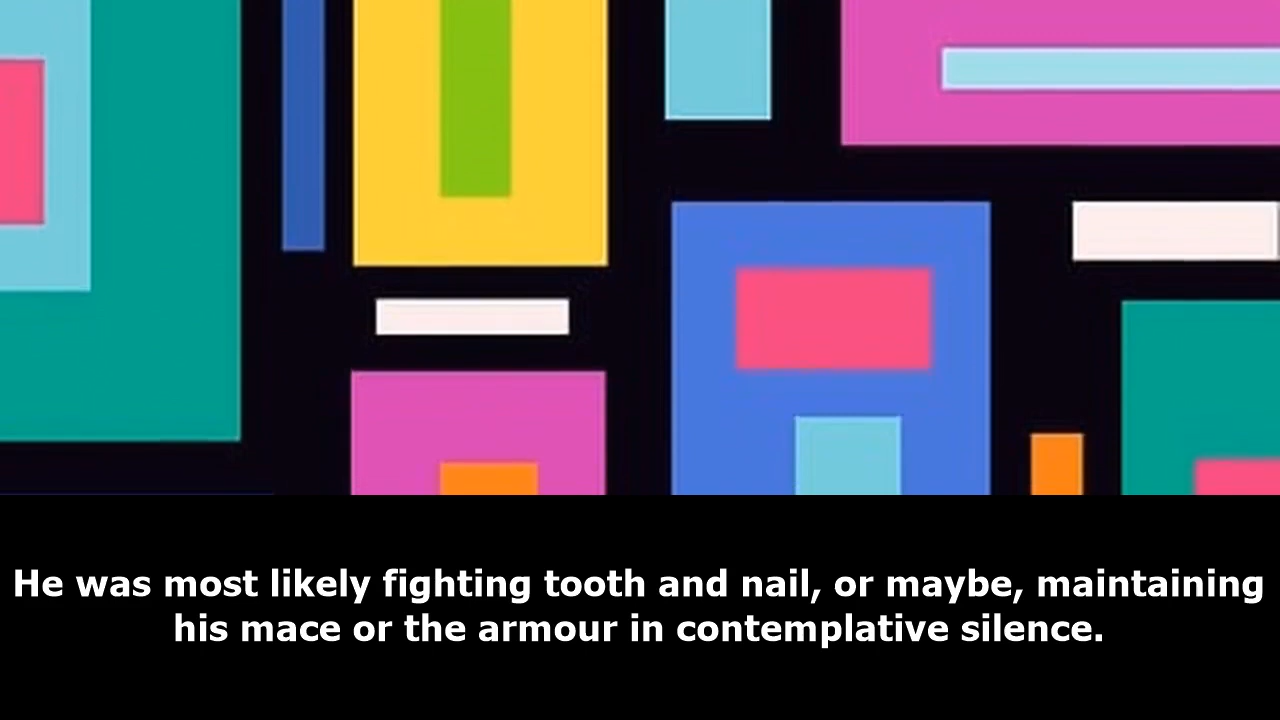 He was most likely fighting tooth and nail, or maybe, maintaining
his mace or the armour in contemplative silence.